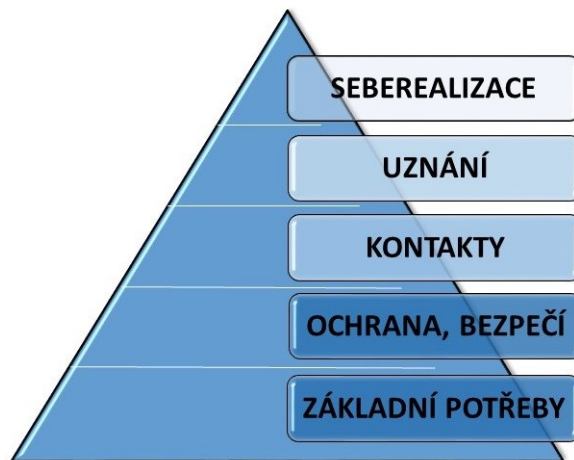 SEBEREALIZACE
UZNÁNÍ
KONTAKTY
OCHRANA, BEZPEČÍ
ZÁKLADNÍ POTŘEBY